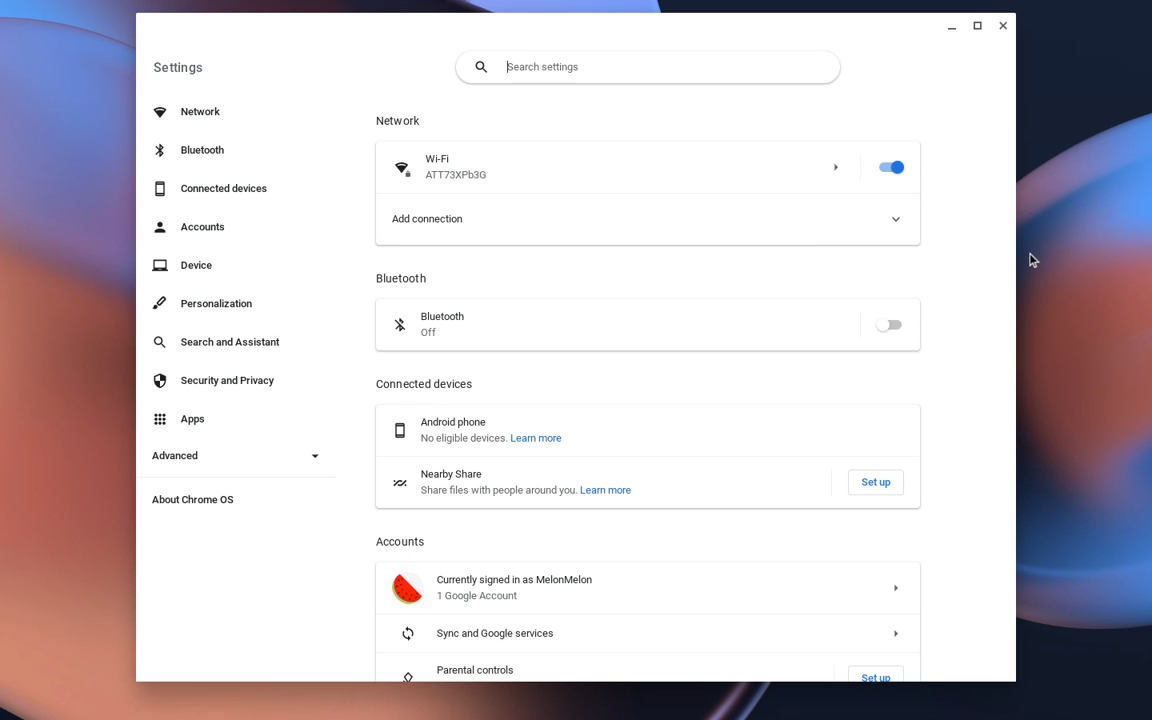 Settings
Search settings
Network
Bluetooth
Connected devices
Accounts
Device
Personalization
Search and Assistant
Security and Privacy
Apps
Advanced
About Chrome OS
Network
Wi-Fi
ATT73XPb3G
Add connection
Bluetooth
Bluetooth
Off
Connected devices
Android phone
No eligible devices. Learn more
Nearby Share
Share files with people around you. Learn more
Set up
Accounts
Currently signed in as MelonMelon
1 Google Account
Sync and Google services
Parental controls
Set up